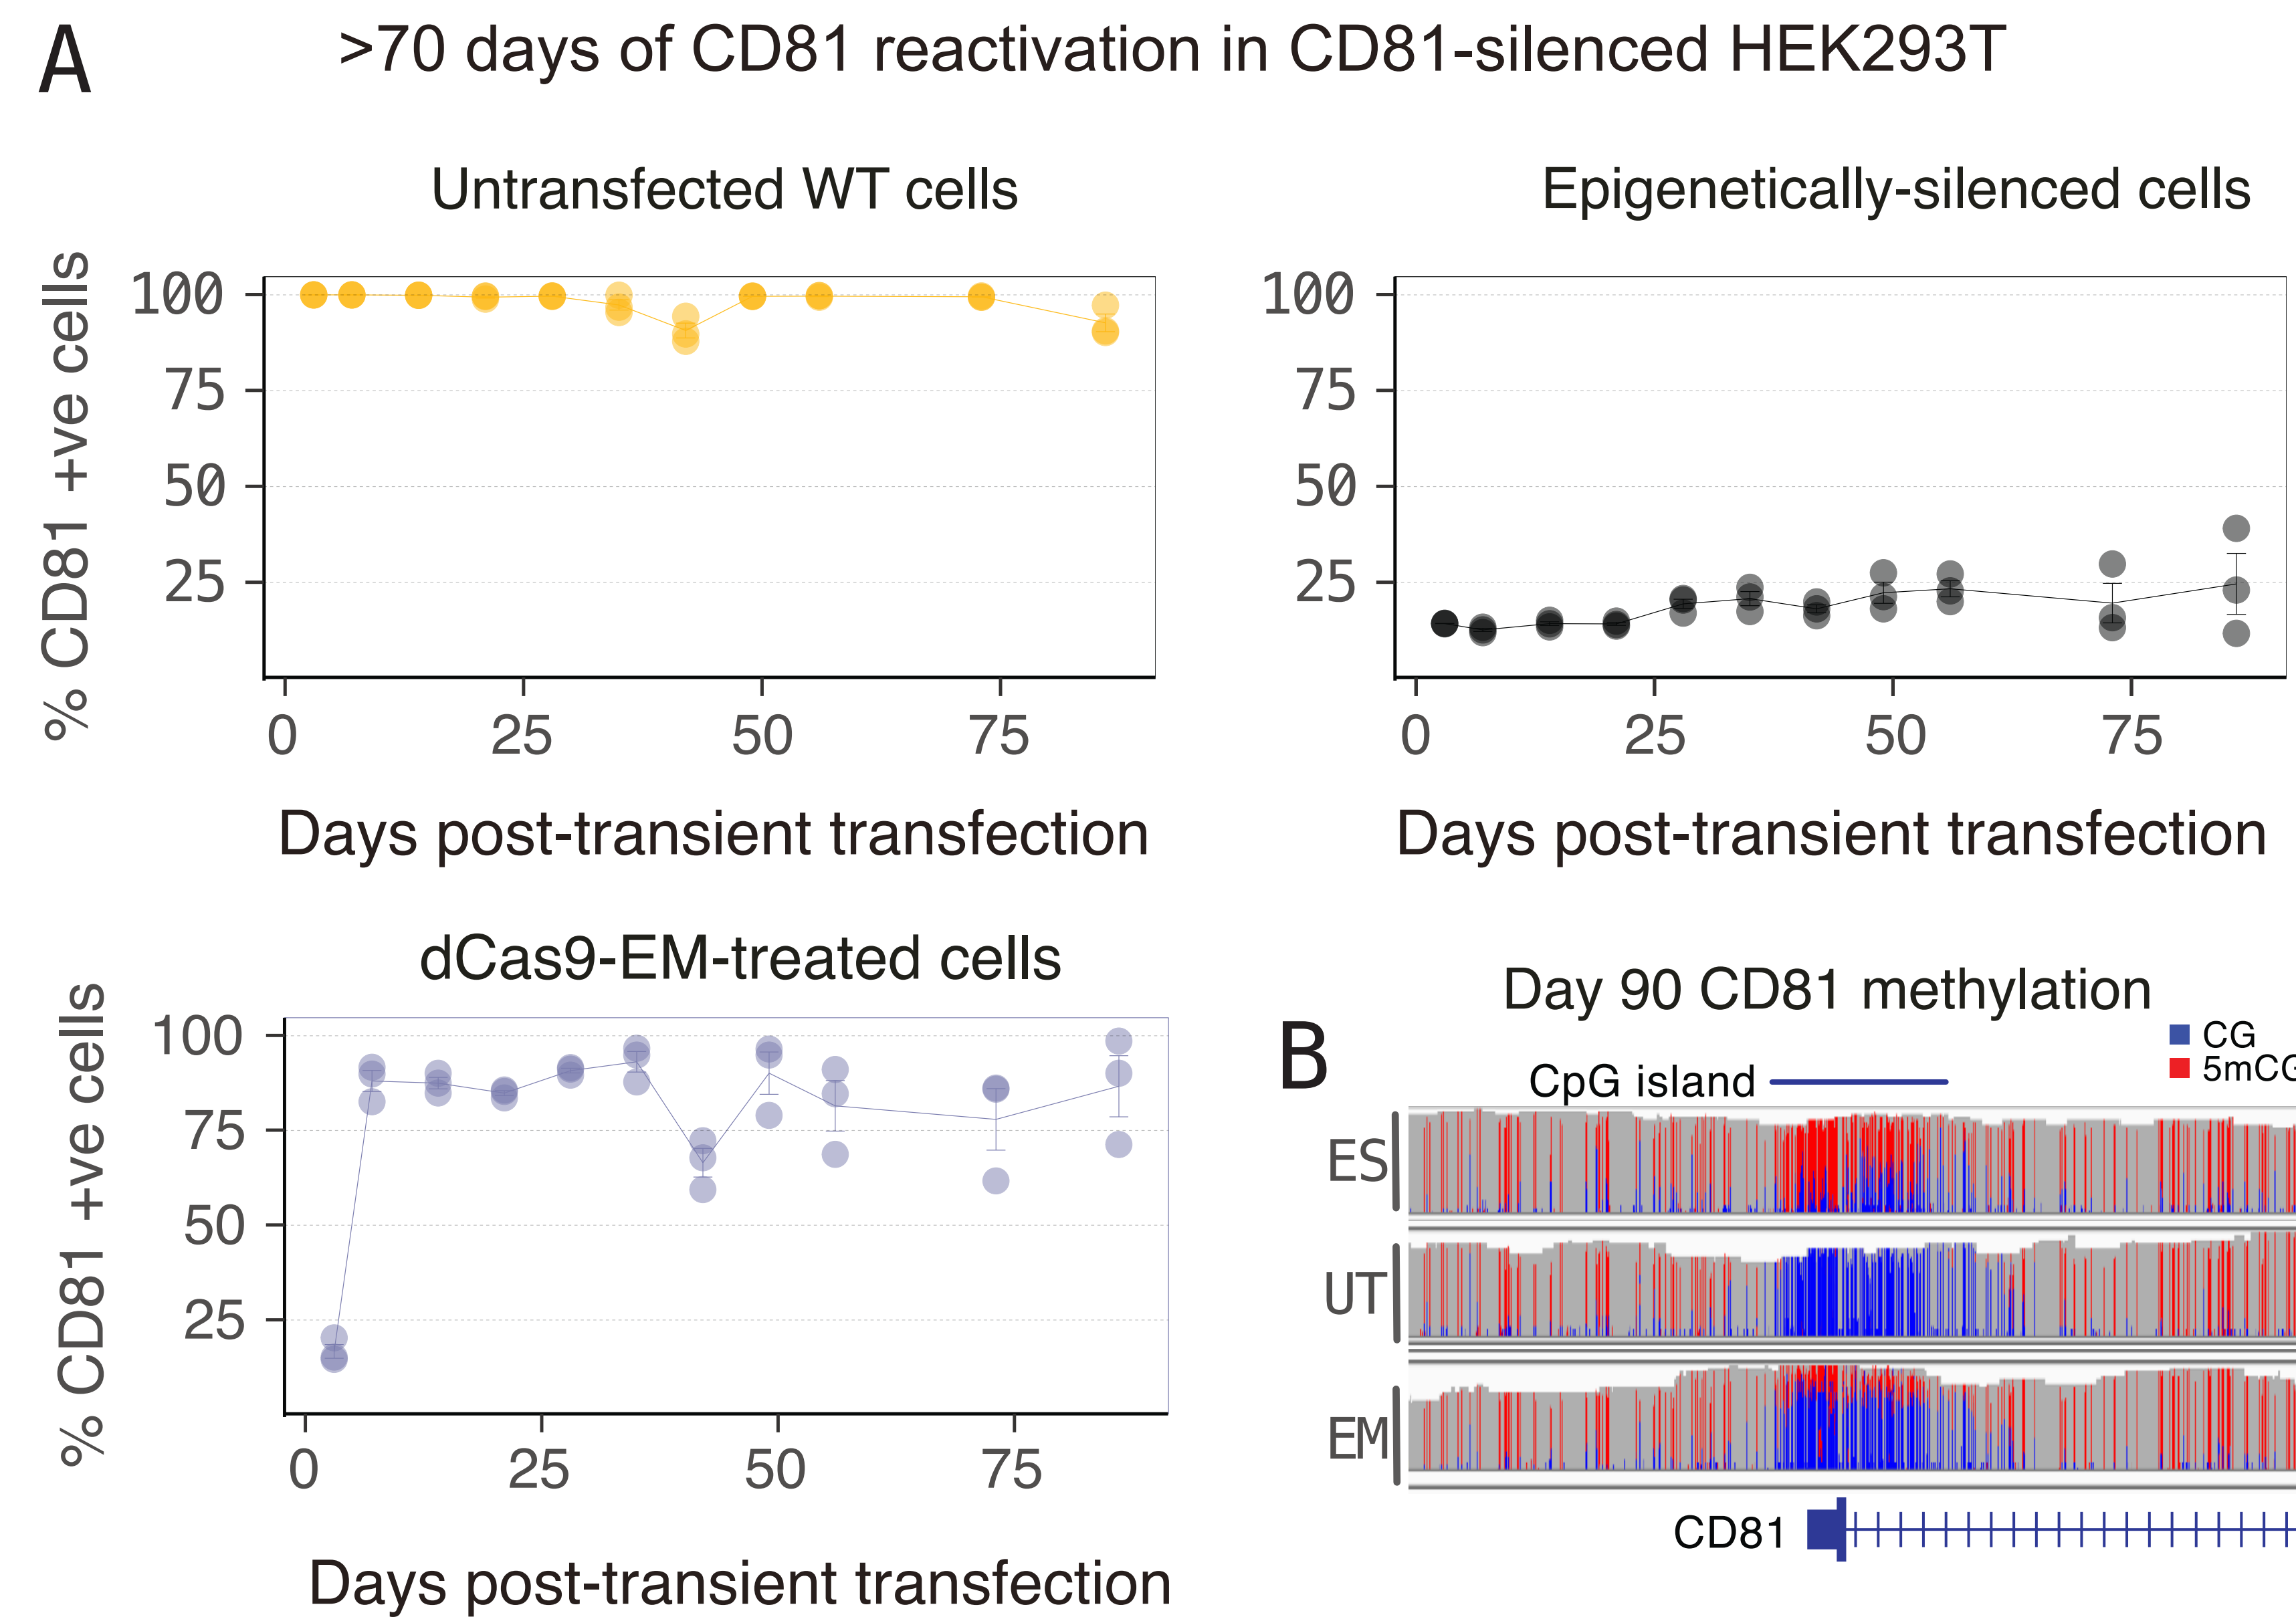 A
>70 days of CD81 reactivation in CD81-silenced HEK293T
Untransfected WT cells
% CD81 +ve cells
100
75
50
25
0 25 50 75
Days post-transient transfection
Epigenetically-silenced cells
100
75
50
25
0 25 50 75
Days post-transient transfection
dCas9-EM-treated cells
% CD81 +ve cells
100
75
50
25
0 25 50 75
Days post-transient transfection
B
Day 90 CD81 methylation
CG
5mCG
CpG island
ES
UT
EM
CD81